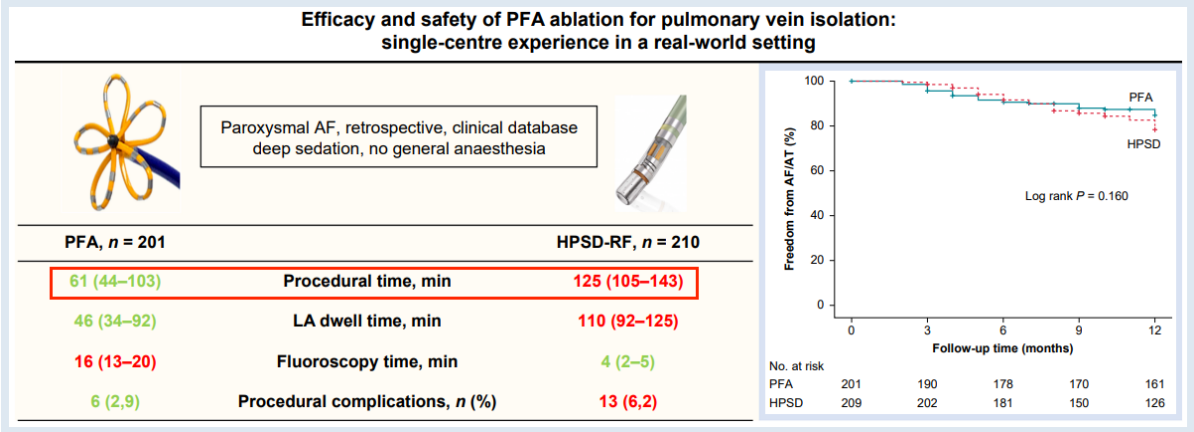 Efficacy and safety of PFA ablation for pulmonary vein isolation:
single-centre experience in a real-world setting
Paroxysmal AF, retrospective, clinical database
deep sedation, no general anaesthesia
PFA, n = 201
HPSD-RF, n = 210
61 (44–103) Procedural time, min 125 (105–143)
46 (34–92) LA dwell time, min 110 (92–125)
16 (13–20) Fluoroscopy time, min 4 (2–5)
6 (2,9) Procedural complications, n (%) 13 (6,2)
Freedom from AF/AT (%)
100
80
60
40
20
0
PFA
HPSD
Log rank P = 0.160
0 3 6 9 12
Follow-up time (months)
No. at risk
PFA 201 190 178 170 161
HPSD 209 202 181 150 126